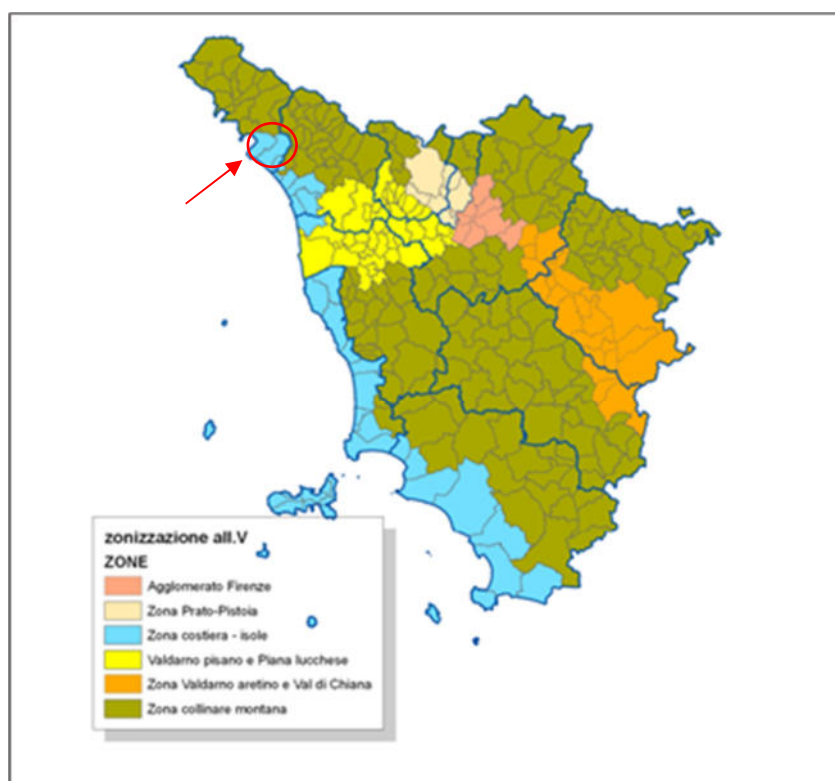 zonizzazione all.V
ZONE
Agglomerato Firenze
Zona Prato-Pistoia
Zona costiera - isole
Valdarno pisano e Piana lucchese
Zona Valdarno aretino e Val di Chiana
Zona collinare montana